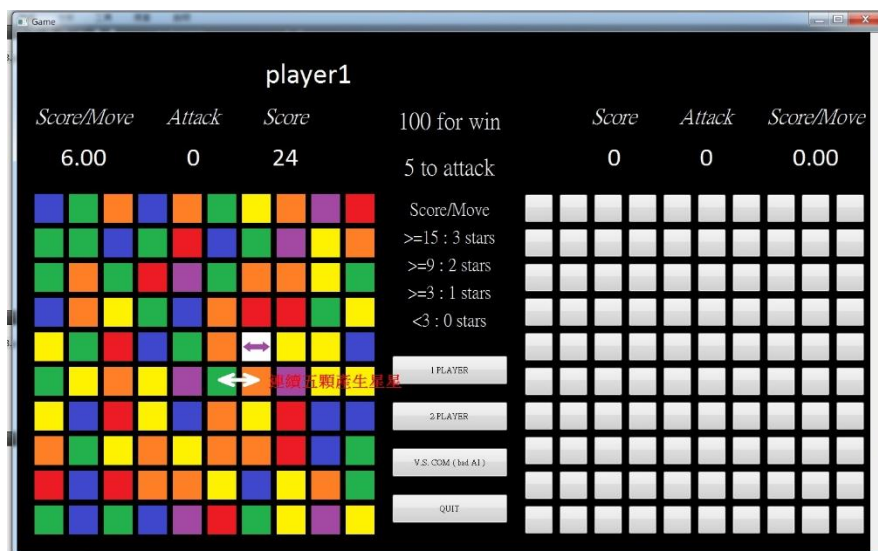 Game
player1
Score/Move Attack Score
6.00 0 24
100 for win
5 to attack
Score/Move
>=15 : 3 stars
>=9 : 2 stars
>=3 : 1 stars
<3 : 0 stars
Score Attack Score/Move
0 0 0.00
1 PLAYER
連續五顆產生星星
2 PLAYER
V.S. COM ( bad AI )
QUIT